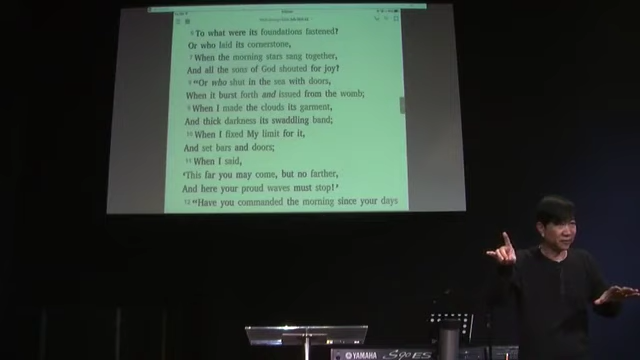 6 To what were its foundations fastened?
Or who laid its cornerstone,
7 When the morning stars sang together,
And all the sons of God shouted for joy?
8 "Or who shut in the sea with doors,
When it burst forth and issued from the womb;
9 When I made the clouds its garment,
And thick darkness its swaddling band;
10 When I fixed My limit for it,
And set bars and doors;
11 When I said,
'This far you may come, but no farther,
And here your proud waves must stop!'
12 "Have you commanded the morning since your days
YAMAHA S90ES